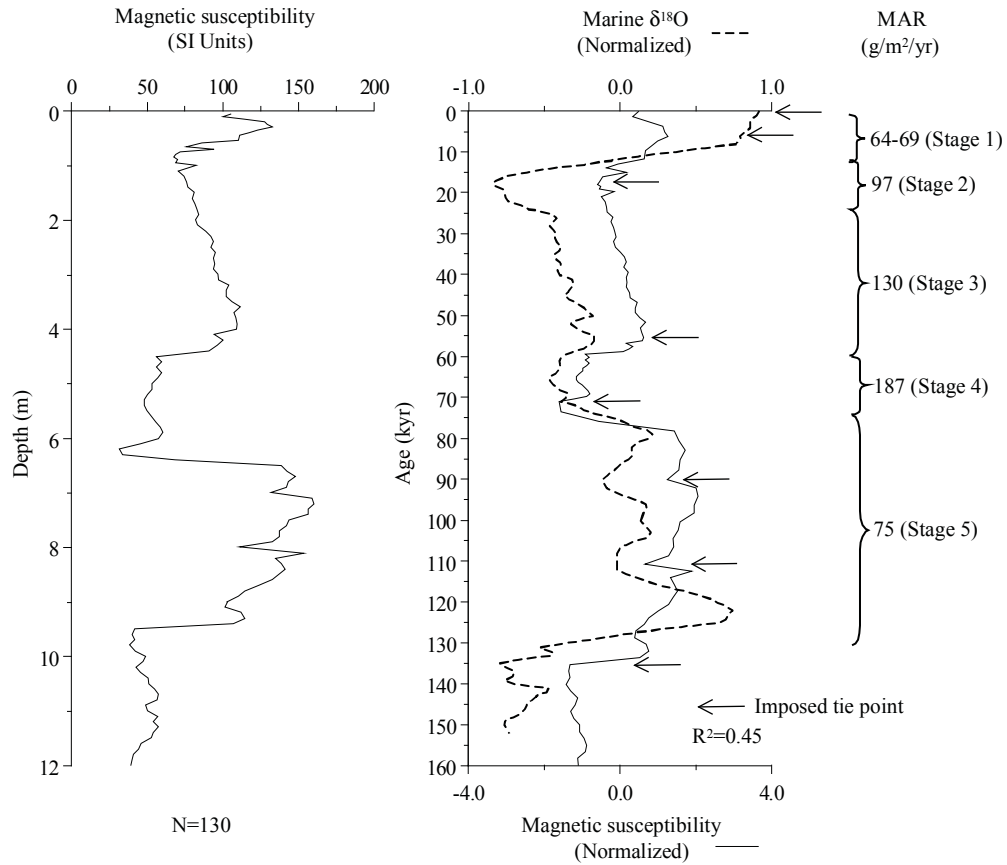 Magnetic susceptibility
(SI Units)
0 50 100 150 200
0
2
4
6
8
10
12
Depth (m)
N=130
Marine δ¹⁸O
(Normalized)
-1.0 0.0 1.0
0
10
20
30
40
50
60
70
80
90
100
110
120
130
140
150
160
Age (kyr)
-4.0 0.0 4.0
Magnetic susceptibility
(Normalized)
Imposed tie point
R²=0.45
MAR
(g/m²/yr)
64-69 (Stage 1)
97 (Stage 2)
130 (Stage 3)
187 (Stage 4)
75 (Stage 5)